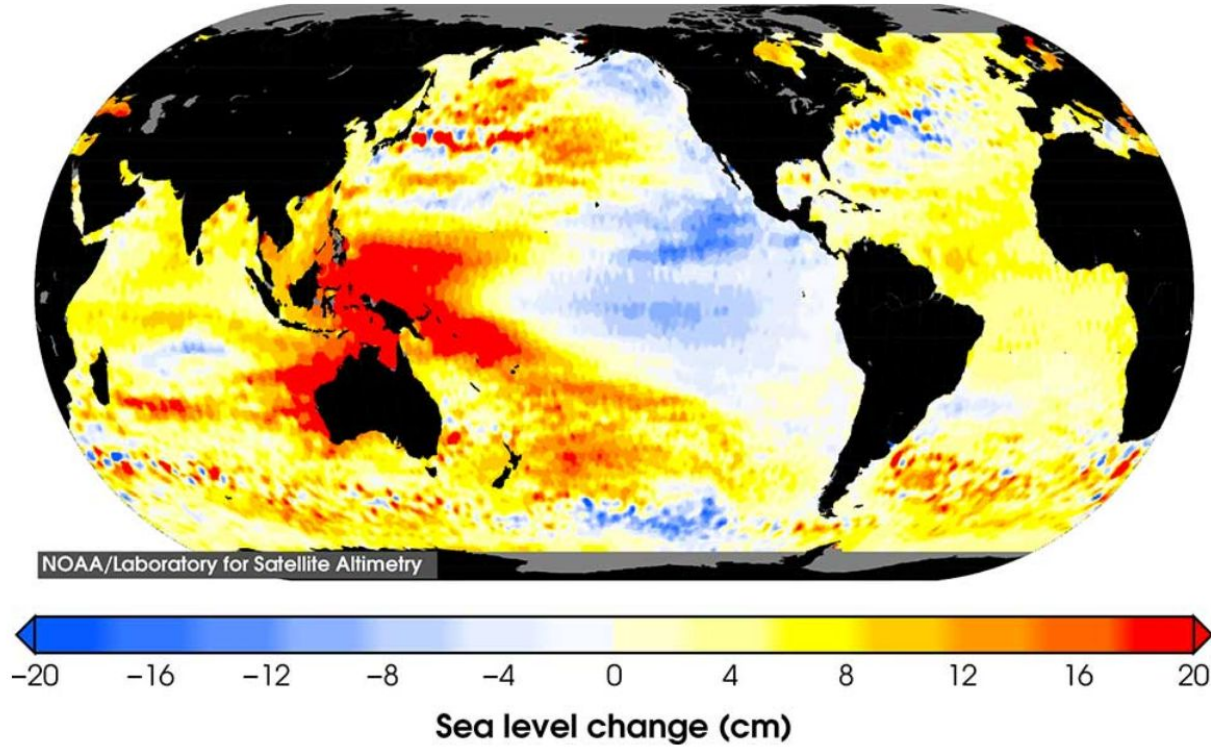 NOAA/Laboratory for Satellite Altimetry
−20 −16 −12 −8 −4 0 4 8 12 16 20
Sea level change (cm)